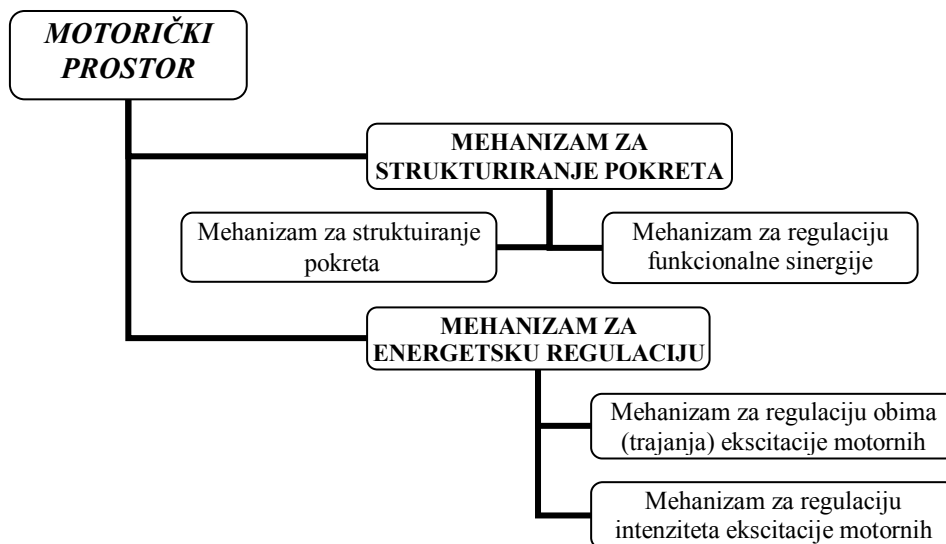 MOTORIČKI
PROSTOR
MEHANIZAM ZA
STRUKTURIRANJE POKRETA
Mehanizam za struktuiranje
pokreta
Mehanizam za regulaciju
funkcionalne sinergije
MEHANIZAM ZA
ENERGETSKU REGULACIJU
Mehanizam za regulaciju obima
(trajanja) ekscitacije motornih
Mehanizam za regulaciju
intenziteta ekscitacije motornih